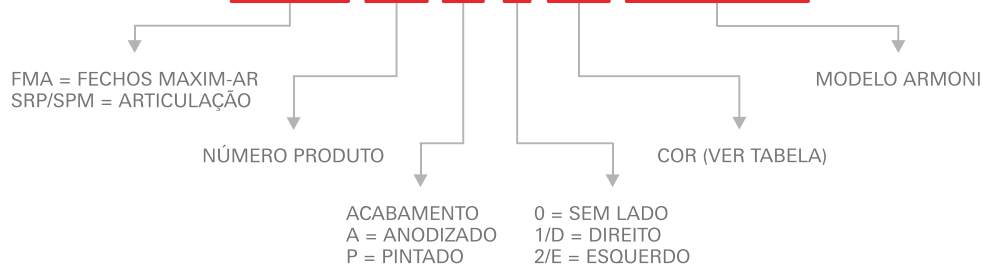 FMA = FECHOS MAXIM-AR
SRP/SPM = ARTICULAÇÃO
MODELO ARMONI
NÚMERO PRODUTO
COR (VER TABELA)
ACABAMENTO
A = ANODIZADO
P = PINTADO
0 = SEM LADO
1/D = DIREITO
2/E = ESQUERDO